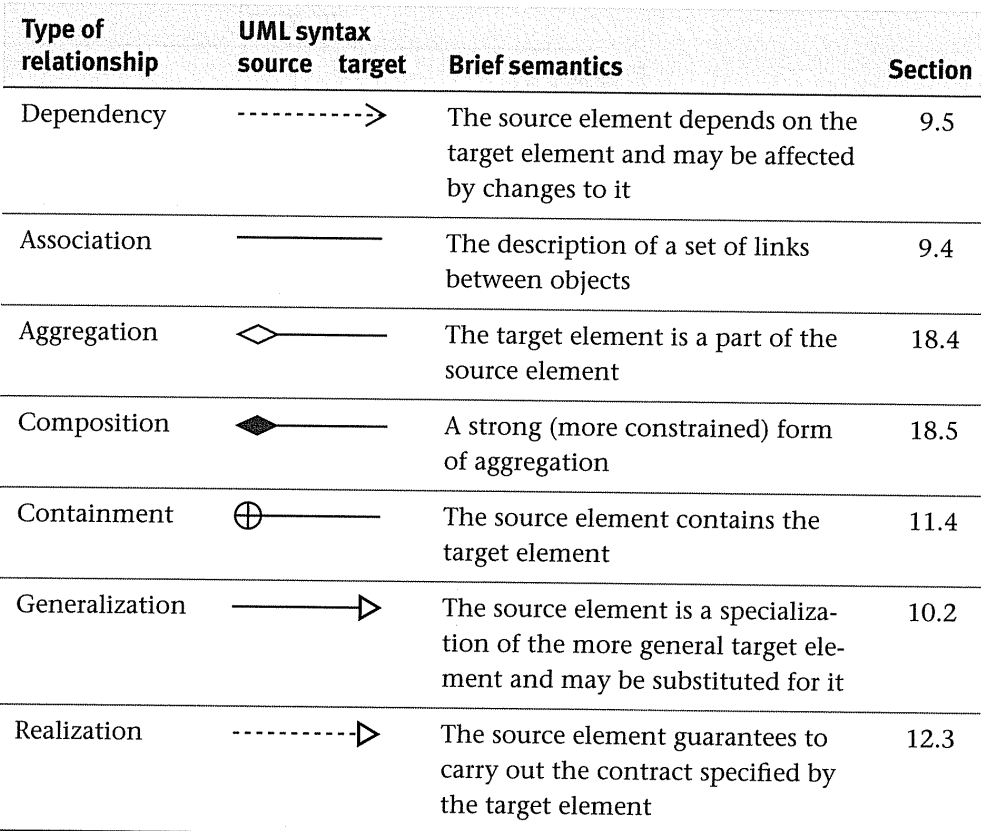 Type of relationship UML syntax source target Brief semantics Section
Dependency The source element depends on the 9.5
target element and may be affected
by changes to it
Association The description of a set of links 9.4
between objects
Aggregation The target element is a part of the 18.4
source element
Composition A strong (more constrained) form 18.5
of aggregation
Containment The source element contains the 11.4
target element
Generalization The source element is a specializa- 10.2
tion of the more general target ele-
ment and may be substituted for it
Realization The source element guarantees to 12.3
carry out the contract specified by
the target element